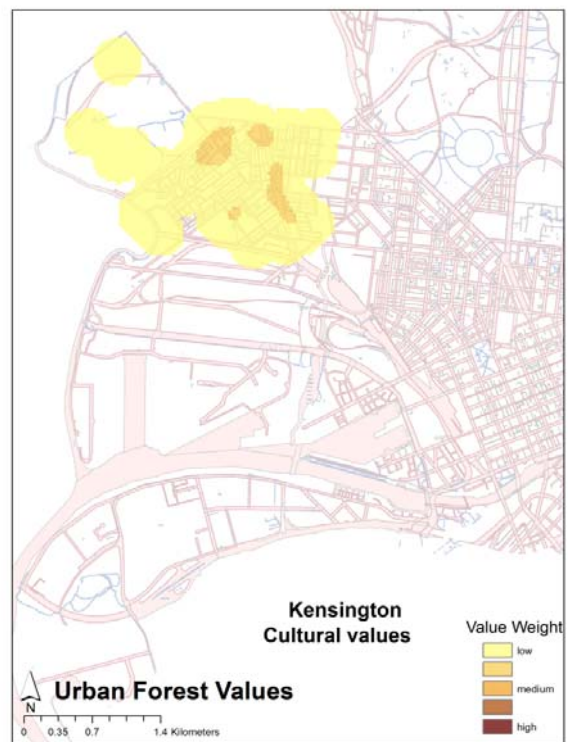 Kensington
Cultural values
Value Weight
low
medium
high
Urban Forest Values
N
0 0.35 0.7 1.4 Kilometers